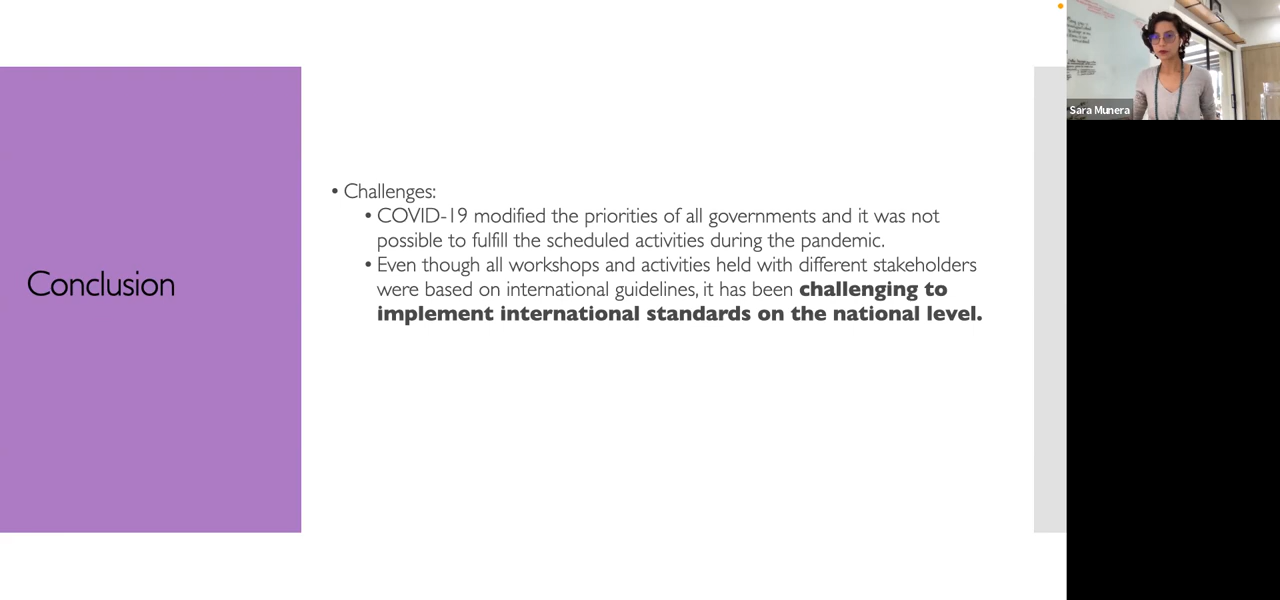 Conclusion
• Challenges:
• COVID-19 modified the priorities of all governments and it was not
possible to fulfill the scheduled activities during the pandemic.
• Even though all workshops and activities held with different stakeholders
were based on international guidelines, it has been challenging to
implement international standards on the national level.
Sara Munera